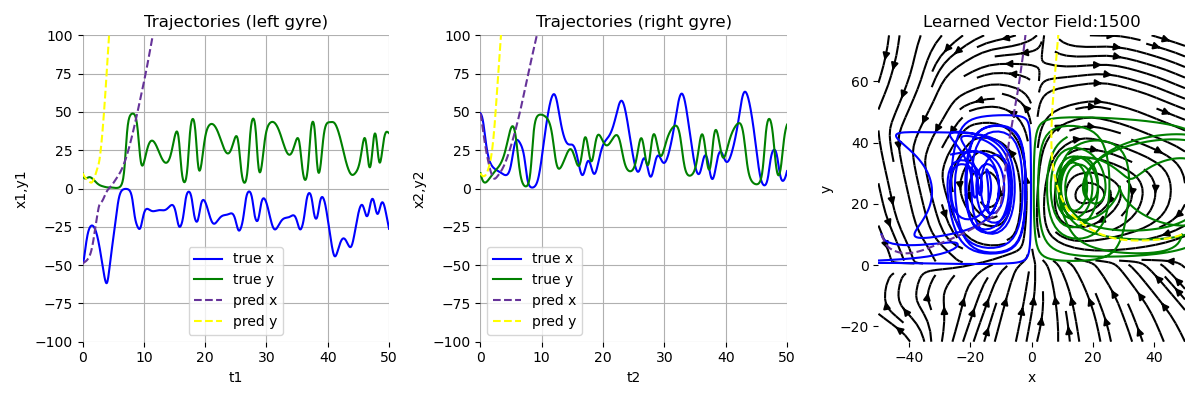 Trajectories (left gyre)
100
75
50
25
0
−25
−50
−75
−100
0
10
20
30
40
50
x1,y1
t1
true x
true y
pred x
pred y
Trajectories (right gyre)
100
75
50
25
0
−25
−50
−75
−100
0
10
20
30
40
50
x2,y2
t2
true x
true y
pred x
pred y
Learned Vector Field:1500
60
40
20
0
−20
−40
−20
0
20
40
y
x